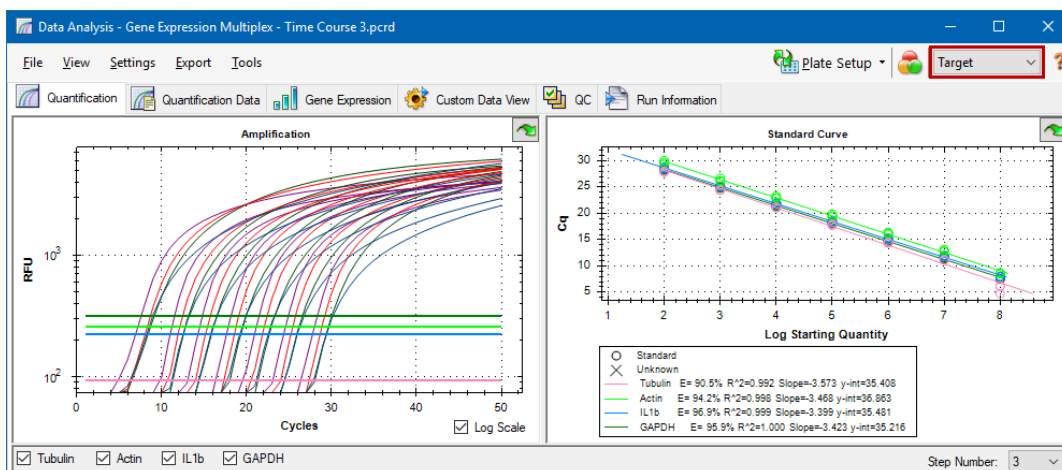 Data Analysis - Gene Expression Multiplex - Time Course 3.pcrd
File View Settings Export Tools Plate Setup Target ?
Quantification Quantification Data Gene Expression Custom Data View QC Run Information
Amplification
10^3
10^2
RFU
0 10 20 30 40 50
Cycles
Log Scale
Standard Curve
30
25
20
15
10
5
Cq
1 2 3 4 5 6 7 8
Log Starting Quantity
Standard
Unknown
Tubulin E= 90.5% R^2=0.992 Slope=-3.573 y-int=35.408
Actin E= 94.2% R^2=0.998 Slope=-3.468 y-int=36.863
IL1b E= 96.9% R^2=0.999 Slope=-3.399 y-int=35.481
GAPDH E= 95.9% R^2=1.000 Slope=-3.423 y-int=35.216
Tubulin Actin IL1b GAPDH Step Number: 3